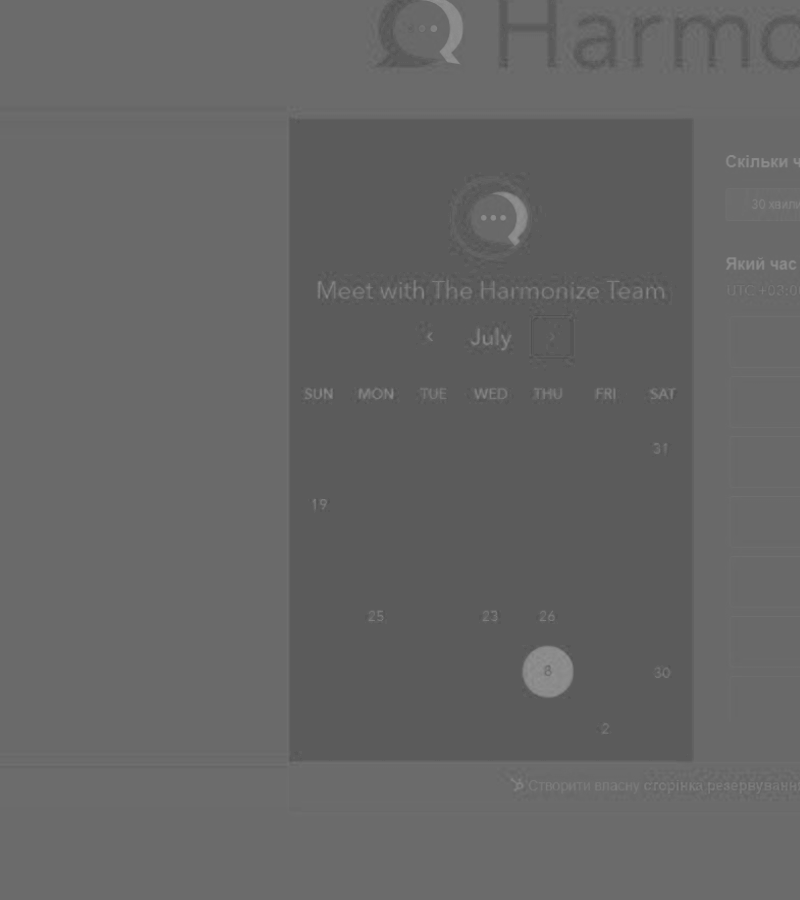 Harmo
Скільки ч
30 хвили
Meet with The Harmonize Team
Який час
UTC +03:00
‹ July ›
SUN MON TUE WED THU FRI SAT
31
19
25 23 26
8 30
2
Створити власну сторінка резервуванн